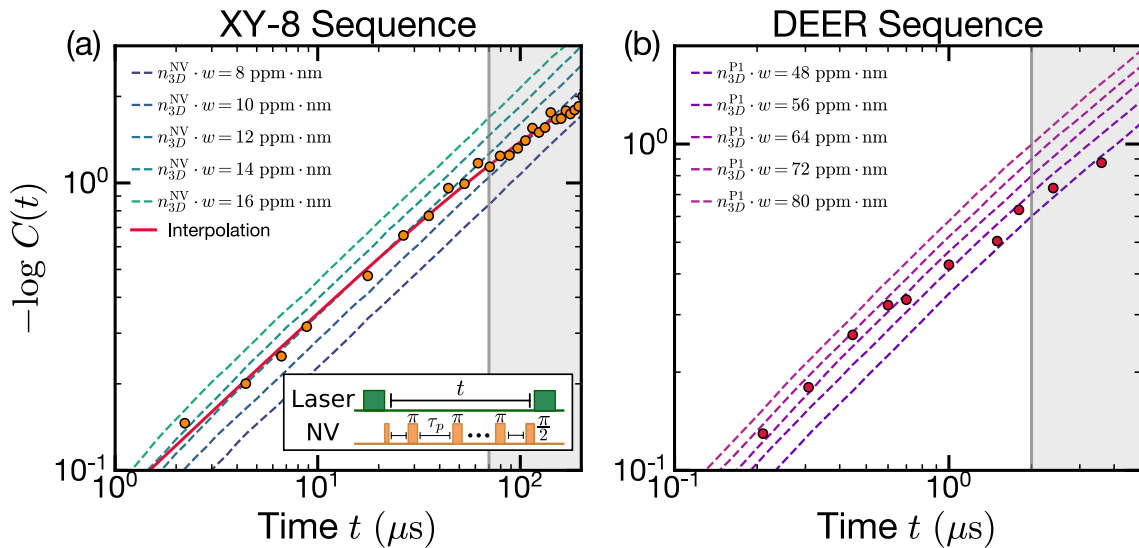 XY-8 Sequence
(a)
n_{3D}^{NV} · w = 8 ppm · nm
n_{3D}^{NV} · w = 10 ppm · nm
n_{3D}^{NV} · w = 12 ppm · nm
n_{3D}^{NV} · w = 14 ppm · nm
n_{3D}^{NV} · w = 16 ppm · nm
Interpolation
−log C(t)
10^0
10^{-1}
Laser
t
NV
π τ_p π π π/2
10^0 10^1 10^2
Time t (μs)
DEER Sequence
(b)
n_{3D}^{P1} · w = 48 ppm · nm
n_{3D}^{P1} · w = 56 ppm · nm
n_{3D}^{P1} · w = 64 ppm · nm
n_{3D}^{P1} · w = 72 ppm · nm
n_{3D}^{P1} · w = 80 ppm · nm
10^0
10^{-1}
10^{-1} 10^0
Time t (μs)